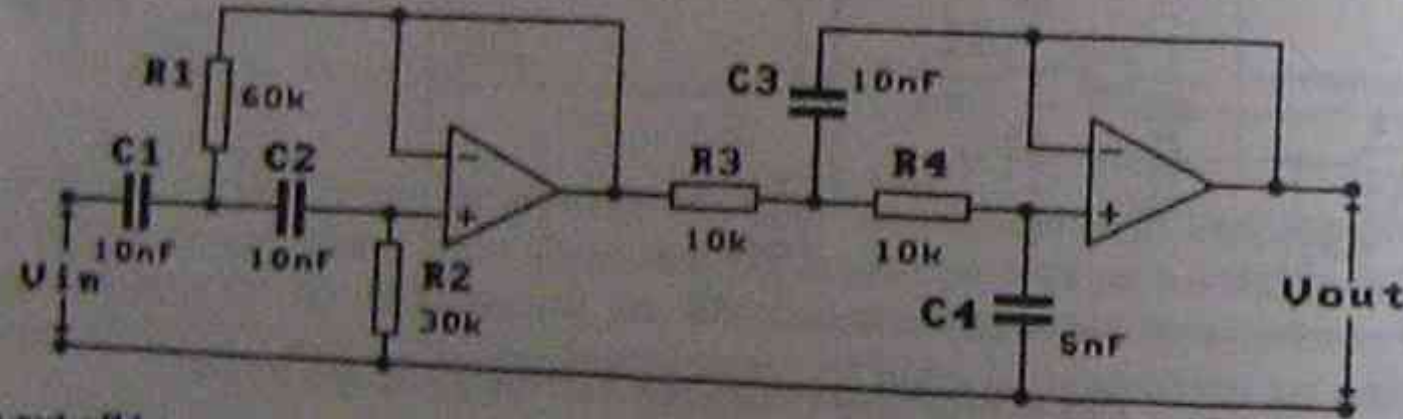 R1
60k
C1
10nF
C2
10nF
Vin
R2
30k
-
+
R3
10k
C3
10nF
R4
10k
C4
5nF
-
+
Vout